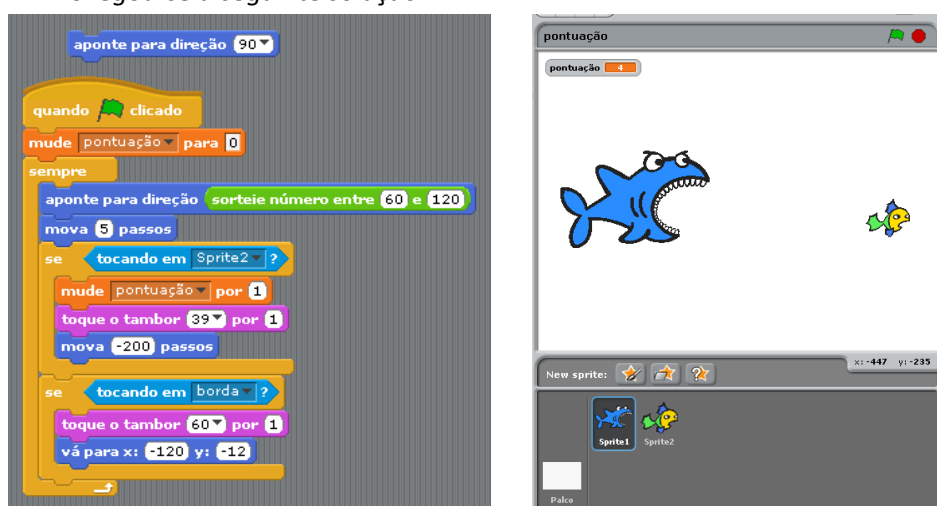 aponte para direção 90
quando clicado
mude pontuação para 0
sempre
aponte para direção sorteie número entre 60 e 120
mova 5 passos
se tocando em Sprite2 ?
mude pontuação por 1
toque o tambor 39 por 1
mova -200 passos
se tocando em borda ?
toque o tambor 60 por 1
vá para x: -120 y: -12
pontuação
pontuação 4
x: -447 y: -235
New sprite:
Sprite1 Sprite2
Palco